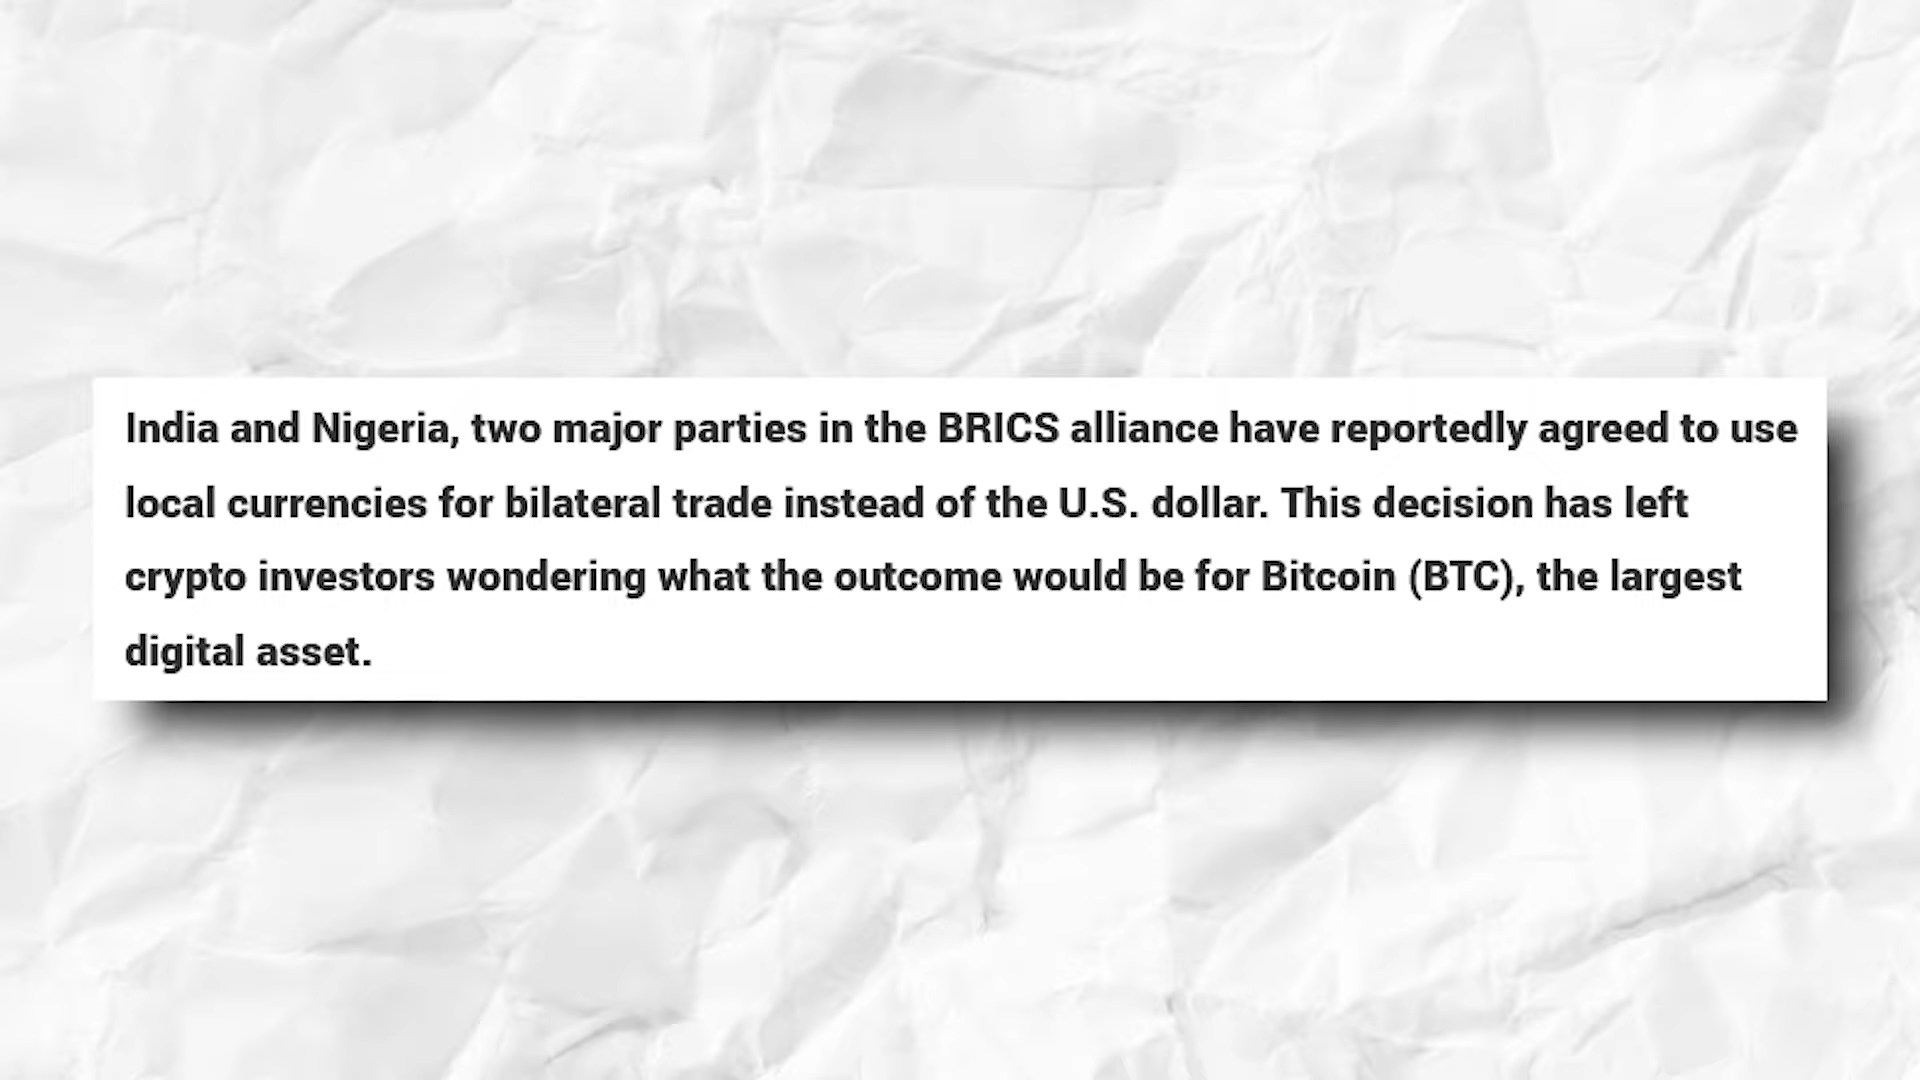 India and Nigeria, two major parties in the BRICS alliance have reportedly agreed to use
local currencies for bilateral trade instead of the U.S. dollar. This decision has left
crypto investors wondering what the outcome would be for Bitcoin (BTC), the largest
digital asset.